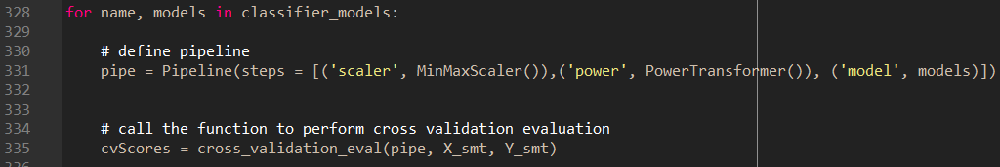 328 for name, models in classifier_models:
329
330 # define pipeline
331 pipe = Pipeline(steps = [('scaler', MinMaxScaler()),('power', PowerTransformer()), ('model', models)])
332
333
334 # call the function to perform cross validation evaluation
335 cvScores = cross_validation_eval(pipe, X_smt, Y_smt)